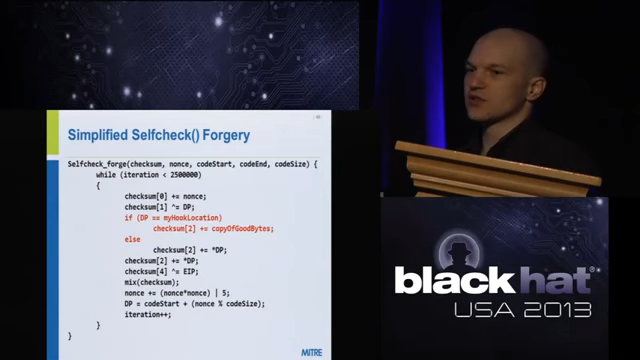 Simplified Selfcheck() Forgery
Selfcheck_forge(checksum, nonce, codeStart, codeEnd, codeSize) {
while (iteration < 2500000)
{
checksum[0] += nonce;
checksum[1] ^= DP;
if (DP == myHookLocation)
checksum[2] += copyOfGoodBytes;
else
checksum[2] += *DP;
checksum[2] += *DP;
checksum[4] ^= EIP;
mix(checksum);
nonce += (nonce*nonce) | 5;
DP = codeStart + (nonce % codeSize);
iteration++;
}
}
MITRE
black hat®
USA 2013